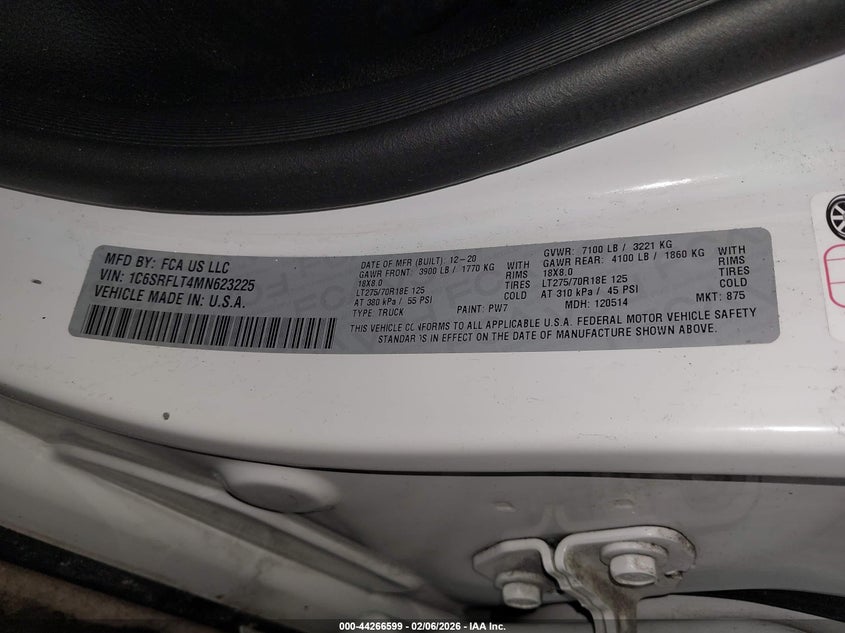 MFD BY: FCA US LLC
VIN: 1C6SRFLT4MN623225
VEHICLE MADE IN: U.S.A.
DATE OF MFR (BUILT): 12-20
GAWR FRONT: 3900 LB / 1770 KG WITH
18X8.0 RIMS
LT275/70R18E 125 TIRES
AT 380 kPa / 55 PSI COLD
TYPE: TRUCK PAINT: PW7
GVWR: 7100 LB / 3221 KG
GAWR REAR: 4100 LB / 1860 KG WITH
18X8.0 RIMS
LT275/70R18E 125 TIRES
AT 310 kPa / 45 PSI COLD
MDH: 120514 MKT: 875
THIS VEHICLE CONFORMS TO ALL APPLICABLE U.S.A. FEDERAL MOTOR VEHICLE SAFETY
STANDARDS IN EFFECT ON THE DATE OF MANUFACTURE SHOWN ABOVE.
000-44266599 - 02/06/2026 - IAA Inc.